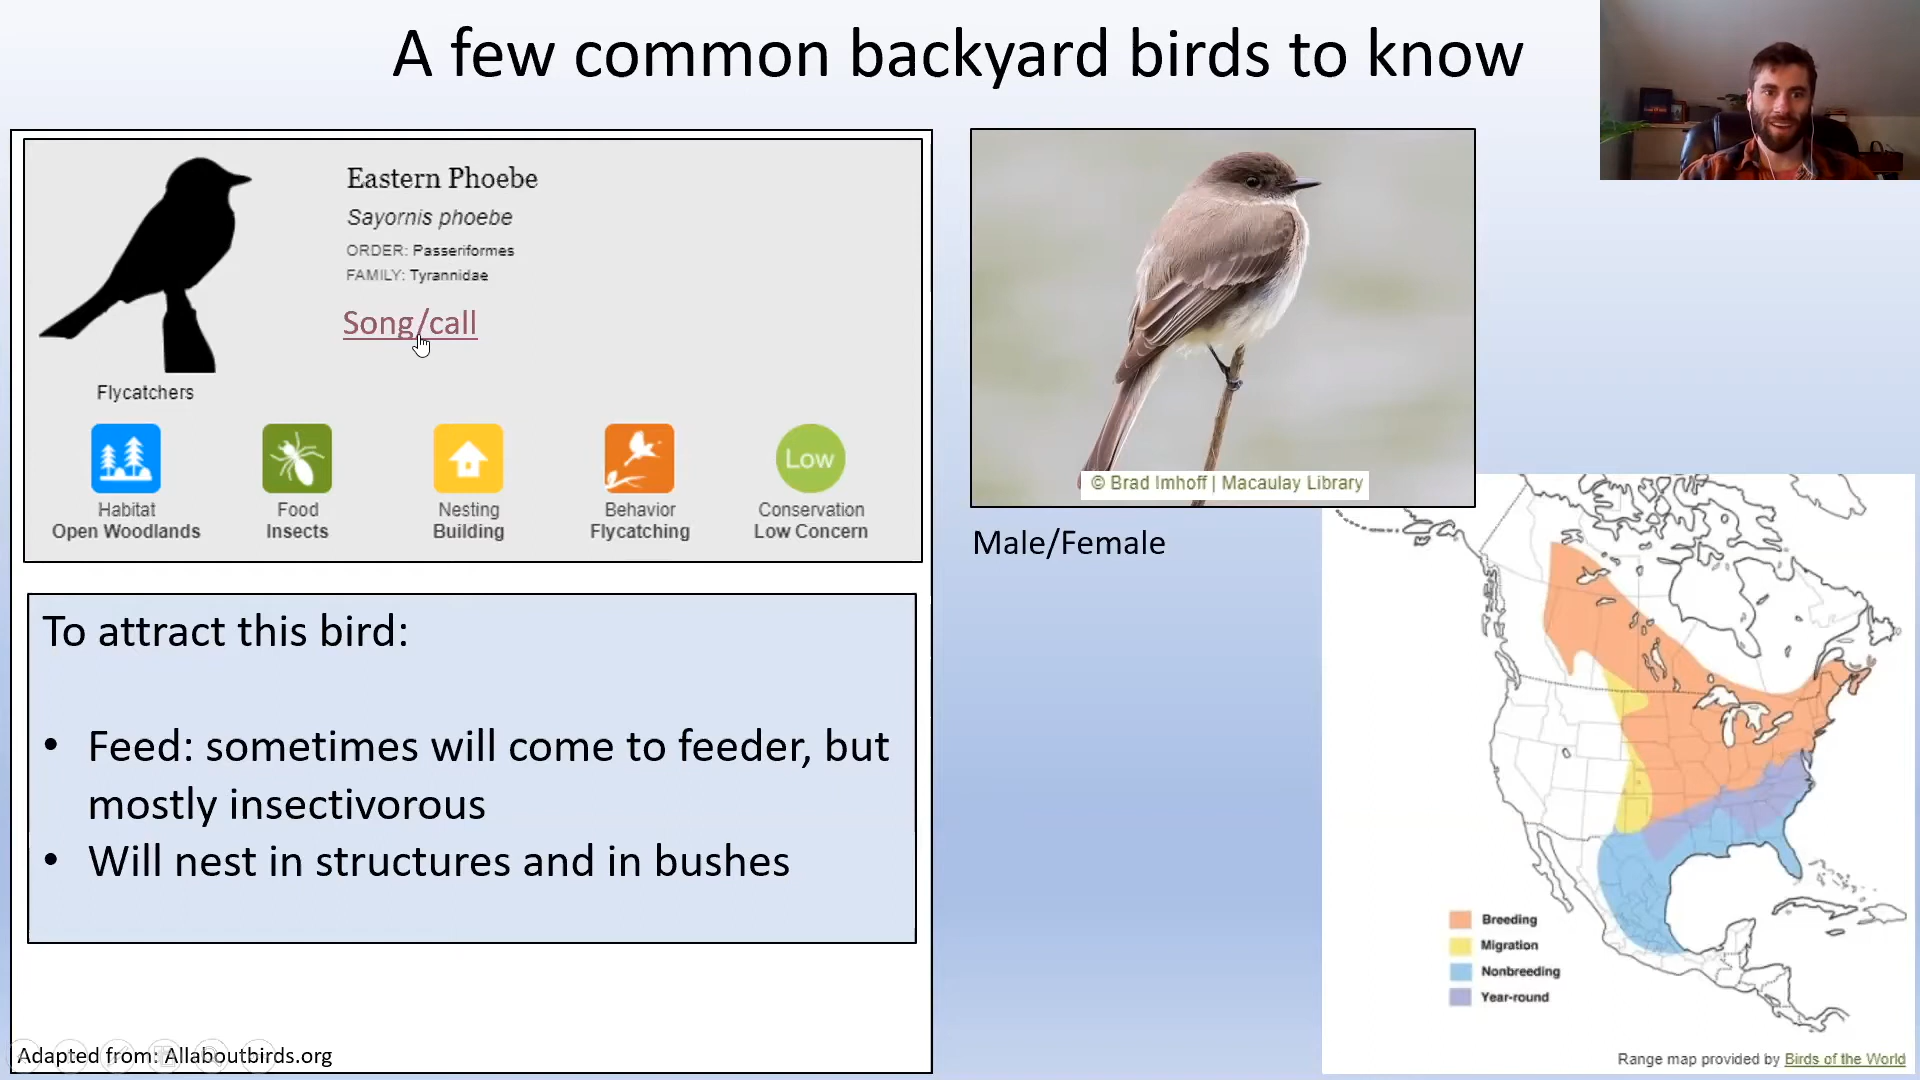 A few common backyard birds to know
Eastern Phoebe
Sayornis phoebe
ORDER: Passeriformes
FAMILY: Tyrannidae
Song/call
Flycatchers
Low
Habitat
Open Woodlands
Food
Insects
Nesting
Building
Behavior
Flycatching
Conservation
Low Concern
To attract this bird:
• Feed: sometimes will come to feeder, but
mostly insectivorous
• Will nest in structures and in bushes
Adapted from: Allaboutbirds.org
© Brad Imhoff | Macaulay Library
Male/Female
Breeding
Migration
Nonbreeding
Year-round
Range map provided by Birds of the World